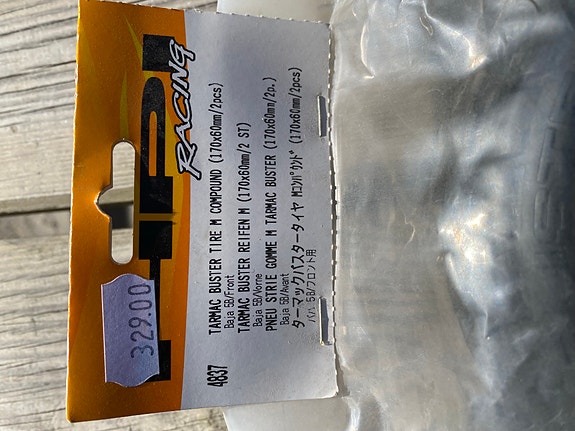 HPI
RACING
4837
TARMAC BUSTER TIRE M COMPOUND (170x60mm/2pcs)
Baja 5B/Front
TARMAC BUSTER REIFEN M (170x60mm/2 ST)
Baja 5B/Vorne
PNEU STRIE GOMME M TARMAC BUSTER (170x60mm/2p.)
Baja 5B/Avant
ターマックバスタータイヤ Mコンパウンド (170x60mm/2pcs)
バハ 5B/フロント用
329.00